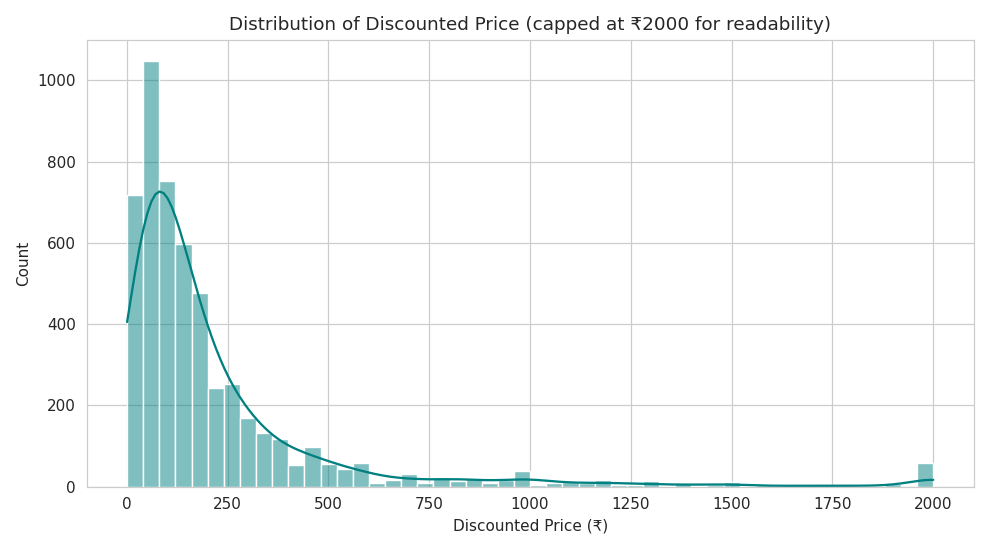 Distribution of Discounted Price (capped at ₹2000 for readability)
1000
800
600
400
200
0
Count
0 250 500 750 1000 1250 1500 1750 2000
Discounted Price (₹)